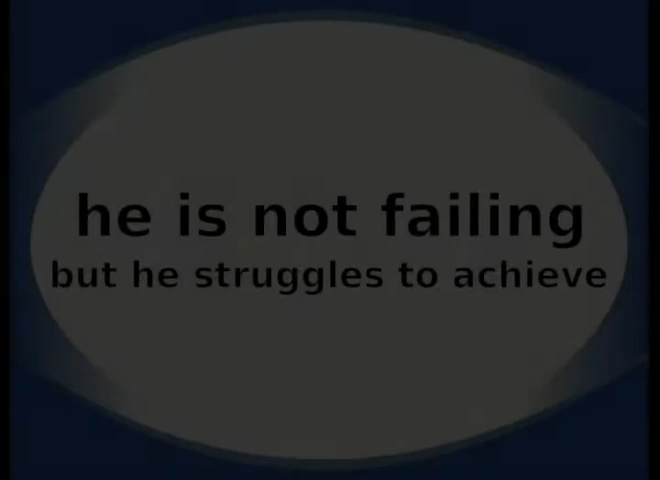 he is not failing
but he struggles to achieve